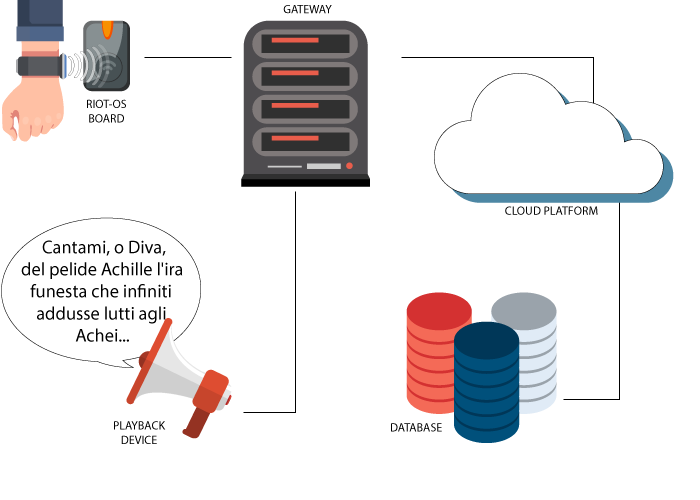 GATEWAY
RIOT-OS
BOARD
CLOUD PLATFORM
Cantami, o Diva,
del pelide Achille l'ira
funesta che infiniti
addusse lutti agli
Achei...
PLAYBACK
DEVICE
DATABASE